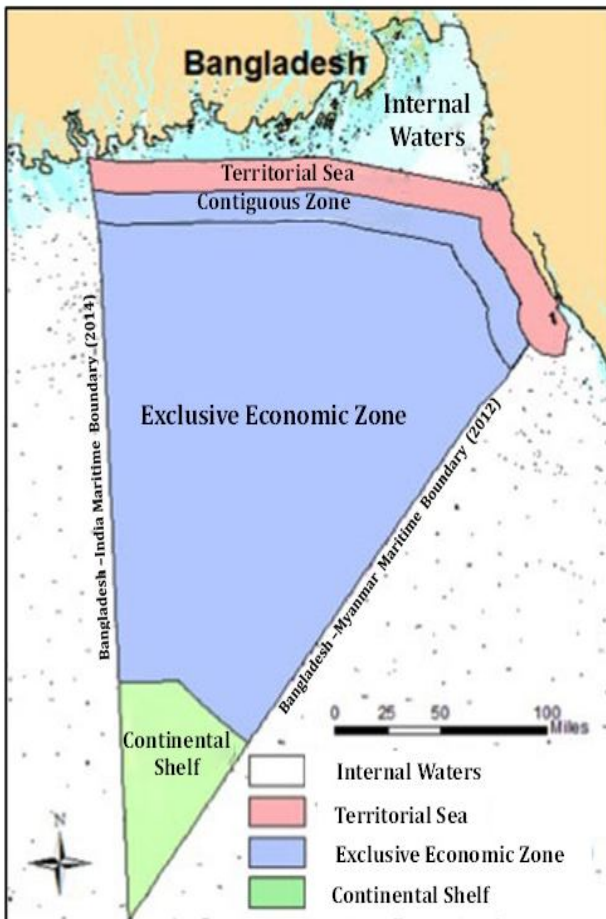 Bangladesh
Internal
Waters
Territorial Sea
Contiguous Zone
Exclusive Economic Zone
Bangladesh –India Maritime Boundary (2014)
Bangladesh –Myanmar Maritime Boundary (2012)
Continental
Shelf
0 25 50 100
Miles
Internal Waters
Territorial Sea
Exclusive Economic Zone
Continental Shelf
N